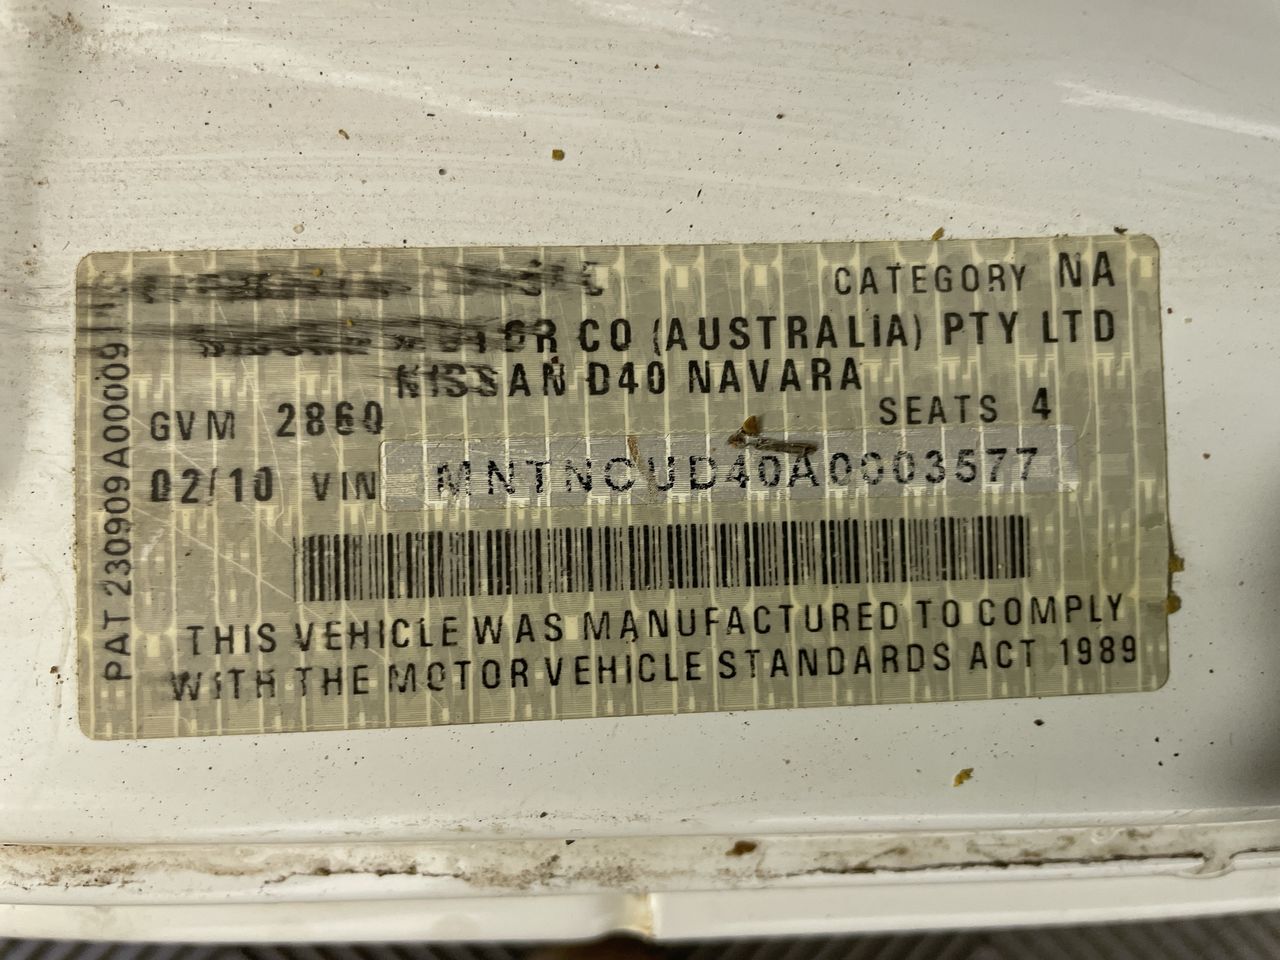 CATEGORY NA
MOTOR CO (AUSTRALIA) PTY LTD
NISSAN D40 NAVARA
GVM 2860 SEATS 4
02/10 VIN MNTNCUD40A0003577
THIS VEHICLE WAS MANUFACTURED TO COMPLY
WITH THE MOTOR VEHICLE STANDARDS ACT 1989
PAT 230909A00009